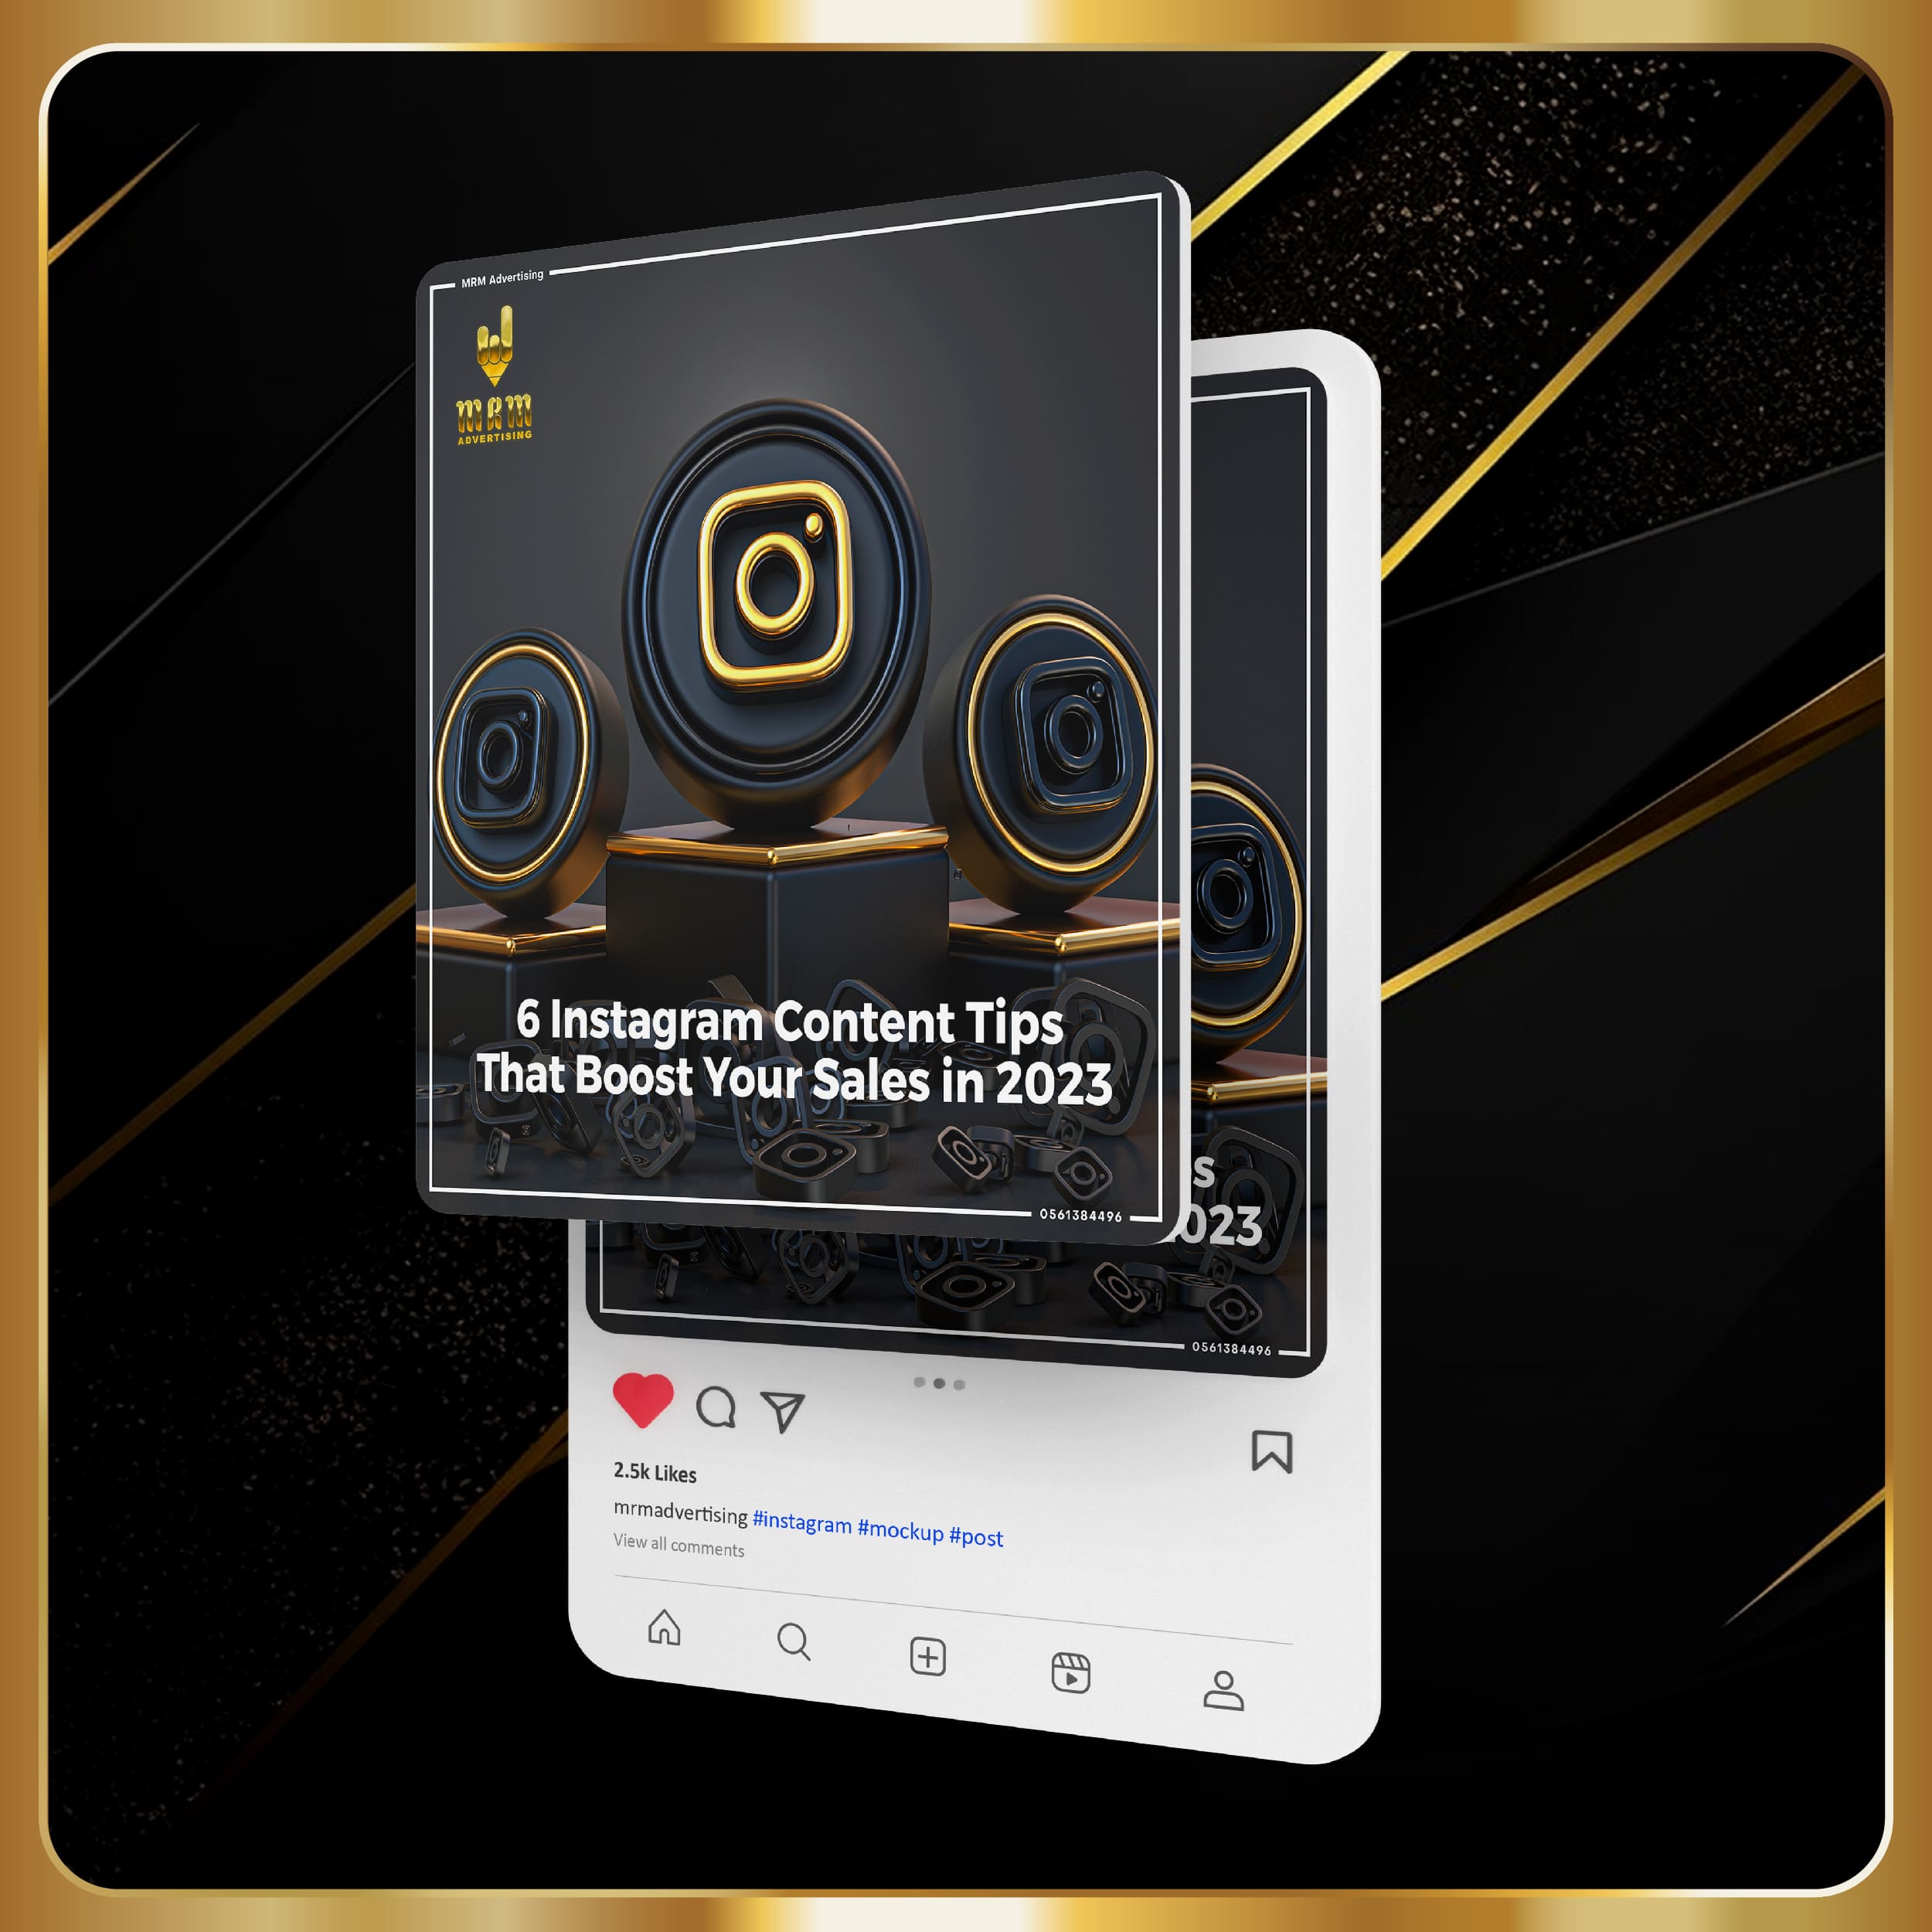 MRM Advertising
MRM
ADVERTISING
6 Instagram Content Tips
That Boost Your Sales in 2023
0561384496
s
023
0561384496
2.5k Likes
mrmadvertising #instagram #mockup #post
View all comments